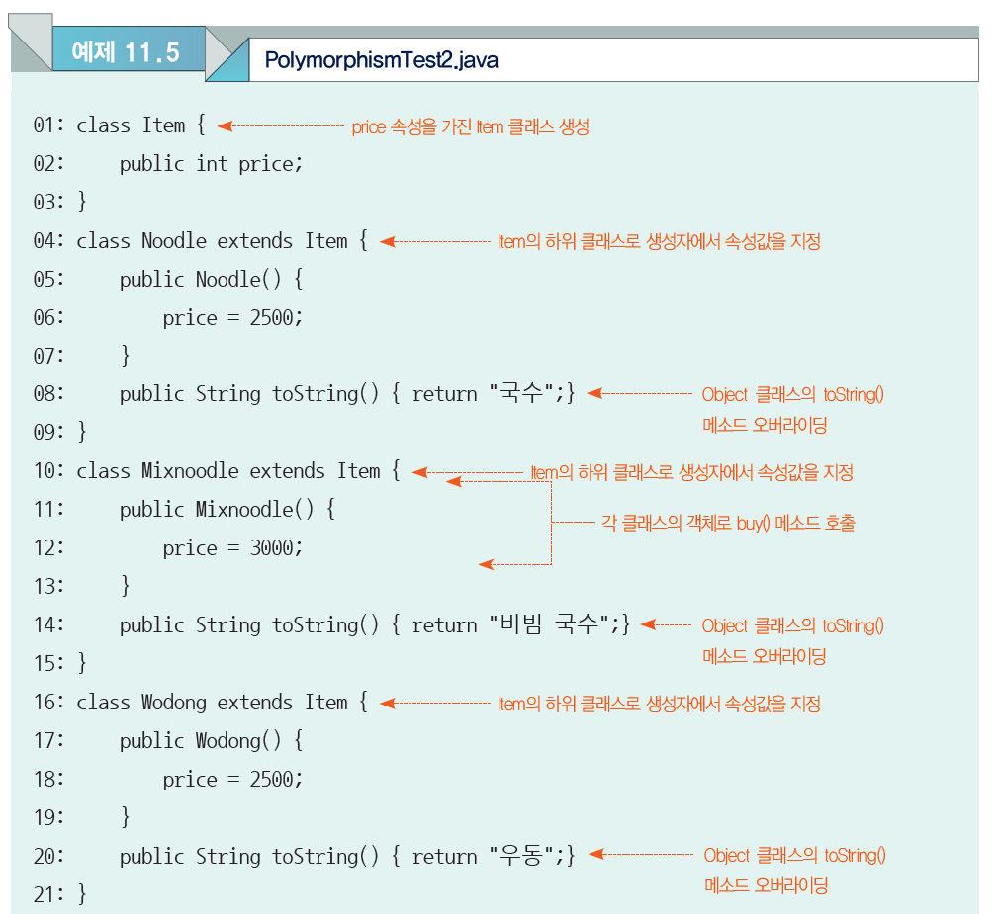 예제 11.5
PolymorphismTest2.java
01: class Item { price 속성을 가진 Item 클래스 생성
02: public int price;
03: }
04: class Noodle extends Item { Item의 하위 클래스로 생성자에서 속성값을 지정
05: public Noodle() {
06: price = 2500;
07: }
08: public String toString() { return "국수";} Object 클래스의 toString()
메소드 오버라이딩
09: }
10: class Mixnoodle extends Item { Item의 하위 클래스로 생성자에서 속성값을 지정
11: public Mixnoodle() {
각 클래스의 객체로 buy() 메소드 호출
12: price = 3000;
13: }
14: public String toString() { return "비빔 국수";} Object 클래스의 toString()
메소드 오버라이딩
15: }
16: class Wodong extends Item { Item의 하위 클래스로 생성자에서 속성값을 지정
17: public Wodong() {
18: price = 2500;
19: }
20: public String toString() { return "우동";} Object 클래스의 toString()
메소드 오버라이딩
21: }